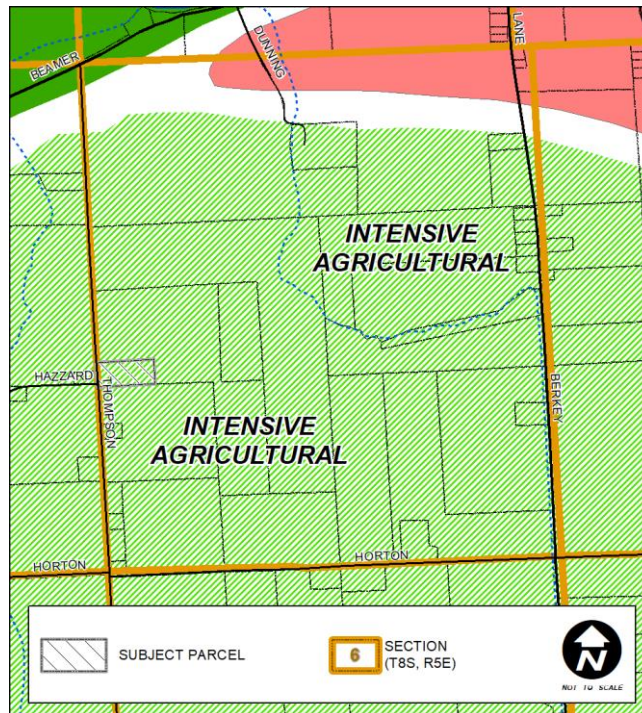 BEAMER
DUNNING
LANE
INTENSIVE
AGRICULTURAL
HAZZARD
THOMPSON
BERKEY
INTENSIVE
AGRICULTURAL
HORTON
HORTON
SUBJECT PARCEL
6
SECTION
(T8S, R5E)
N
NOT TO SCALE